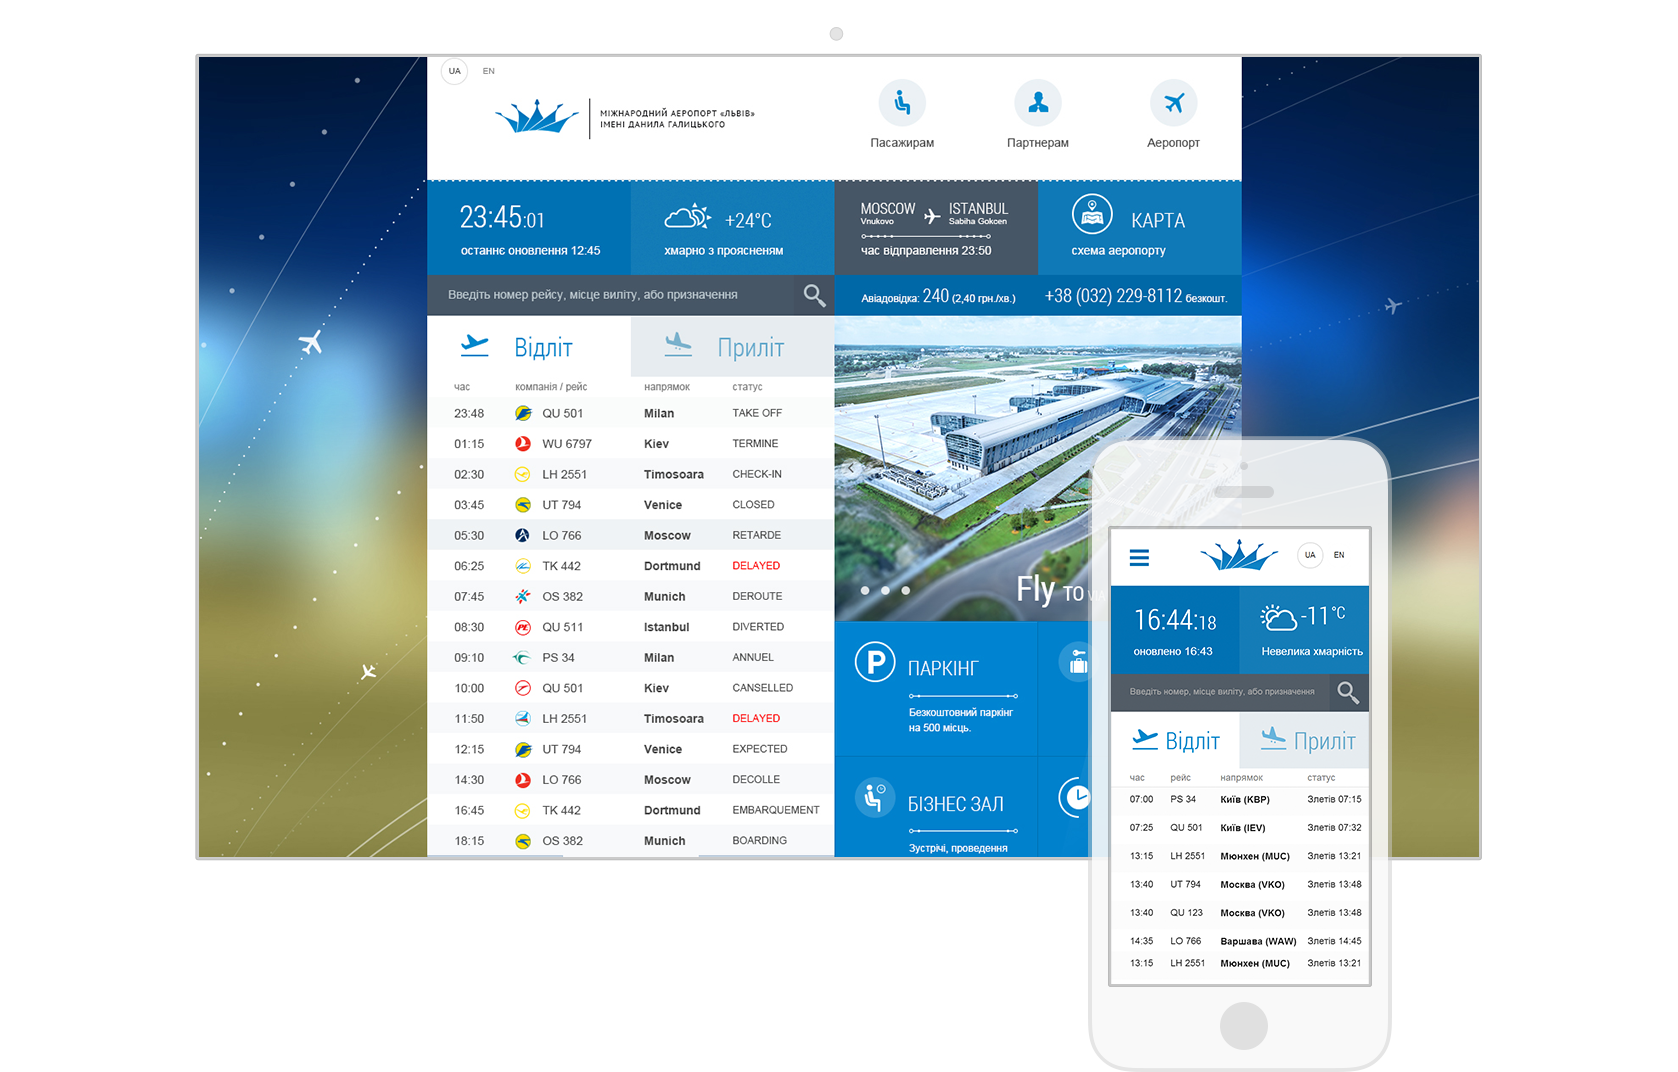 UA EN
МІЖНАРОДНИЙ АЕРОПОРТ «ЛЬВІВ»
ІМЕНІ ДАНИЛА ГАЛИЦЬКОГО
Пасажирам Партнерам Аеропорт
23:45:01
останнє оновлення 12:45
+24°C
хмарно з проясненям
MOSCOW ISTANBUL
Vnukovo Sabiha Gokcen
час відправлення 23:50
КАРТА
схема аеропорту
Введіть номер рейсу, місце виліту, або призначення
Авіадовідка: 240 (2,40 грн./хв.) +38 (032) 229-8112 безкошт.
Відліт Приліт
час компанія / рейс напрямок статус
23:48 QU 501 Milan TAKE OFF
01:15 WU 6797 Kiev TERMINE
02:30 LH 2551 Timosoara CHECK-IN
03:45 UT 794 Venice CLOSED
05:30 LO 766 Moscow RETARDE
06:25 TK 442 Dortmund DELAYED
07:45 OS 382 Munich DEROUTE
08:30 QU 511 Istanbul DIVERTED
09:10 PS 34 Milan ANNUEL
10:00 QU 501 Kiev CANSELLED
11:50 LH 2551 Timosoara DELAYED
12:15 UT 794 Venice EXPECTED
14:30 LO 766 Moscow DECOLLE
16:45 TK 442 Dortmund EMBARQUEMENT
18:15 OS 382 Munich BOARDING
Fly TO VIA
P ПАРКІНГ
Безкоштовний паркінг
на 500 місць.
БІЗНЕС ЗАЛ
Зустрічі, проведення
UA EN
16:44:18
оновлено 16:43
-11°C
Невелика хмарність
Введіть номер, місце виліту, або призначення
Відліт Приліт
час рейс напрямок статус
07:00 PS 34 Київ (KBP) Злетів 07:15
07:25 QU 501 Київ (IEV) Злетів 07:32
13:15 LH 2551 Мюнхен (MUC) Злетів 13:21
13:40 UT 794 Москва (VKO) Злетів 13:48
13:40 QU 123 Москва (VKO) Злетів 13:48
14:35 LO 766 Варшава (WAW) Злетів 14:45
13:15 LH 2551 Мюнхен (MUC) Злетів 13:21